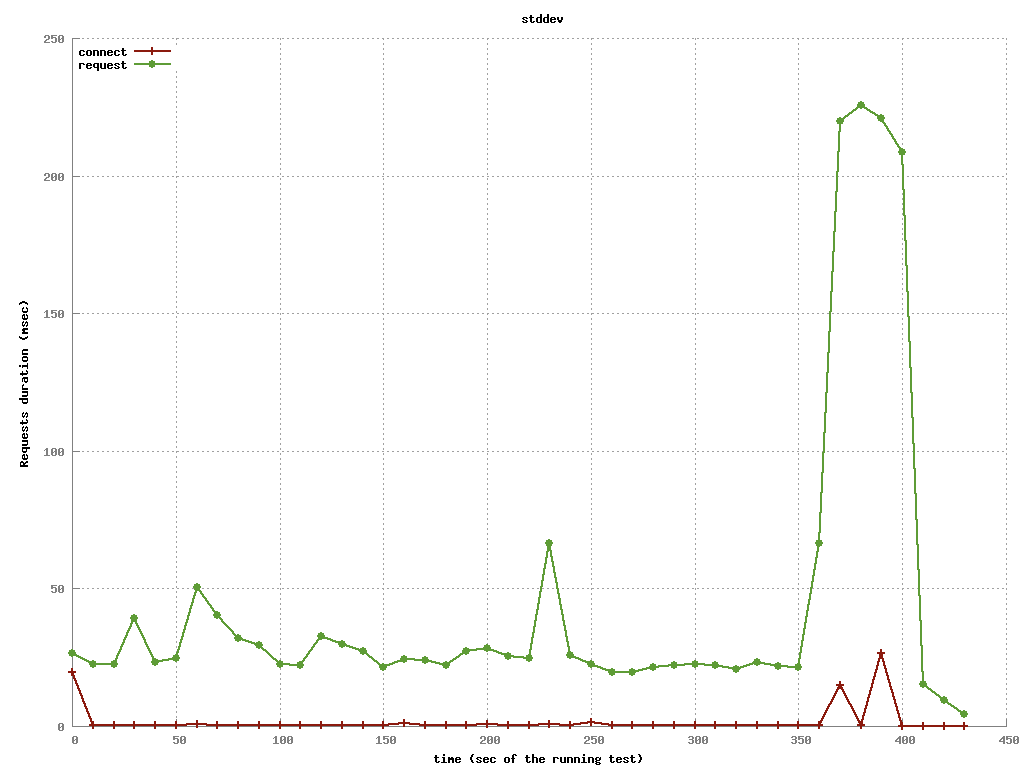 stddev
250
connect
request
200
150
Requests duration (msec)
100
50
0
0 50 100 150 200 250 300 350 400 450
time (sec of the running test)